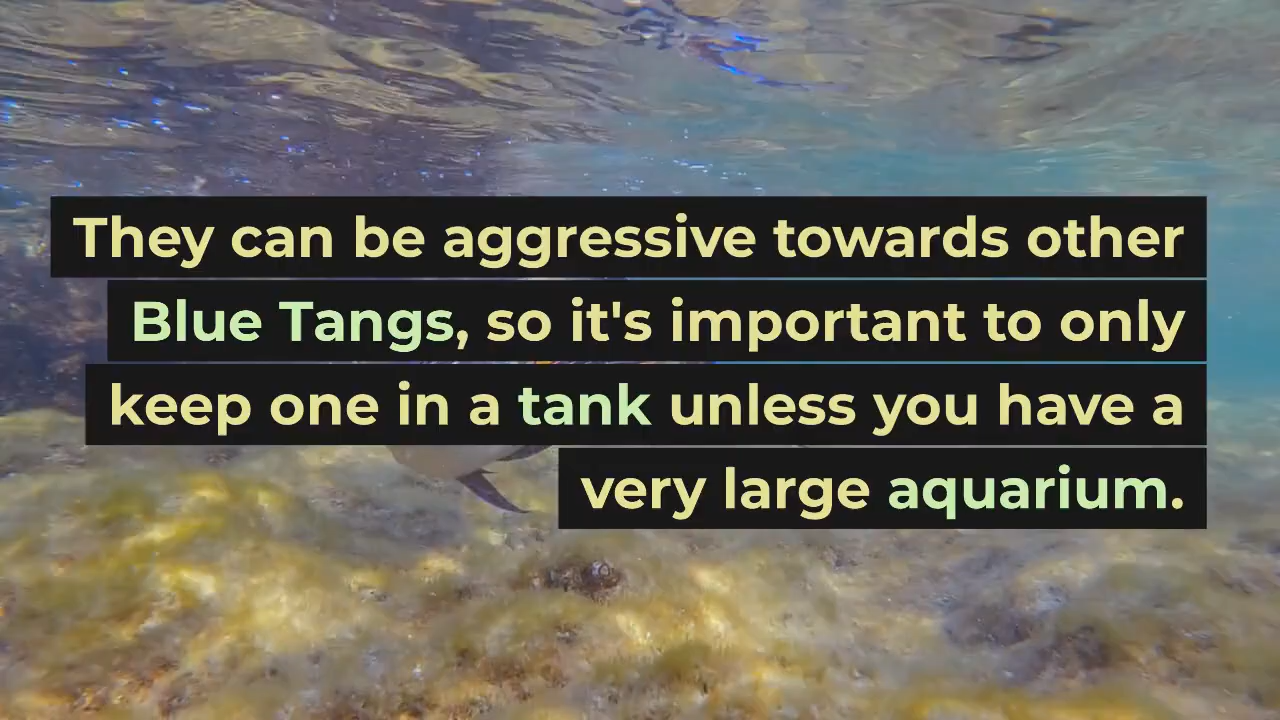 They can be aggressive towards other
Blue Tangs, so it's important to only
keep one in a tank unless you have a
very large aquarium.